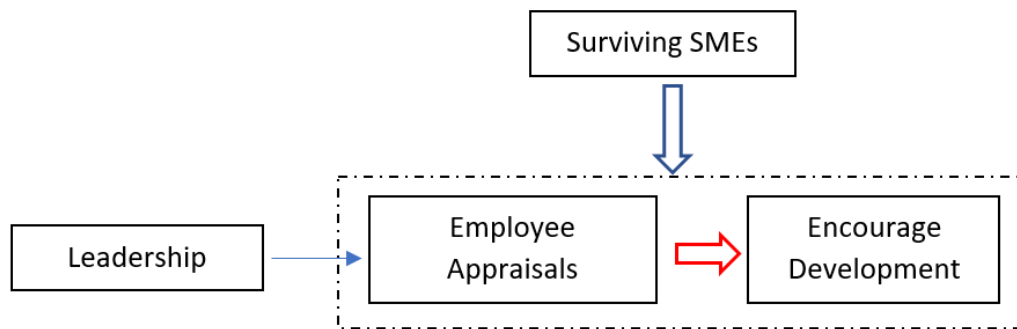 Surviving SMEs
Leadership
Employee
Appraisals
Encourage
Development